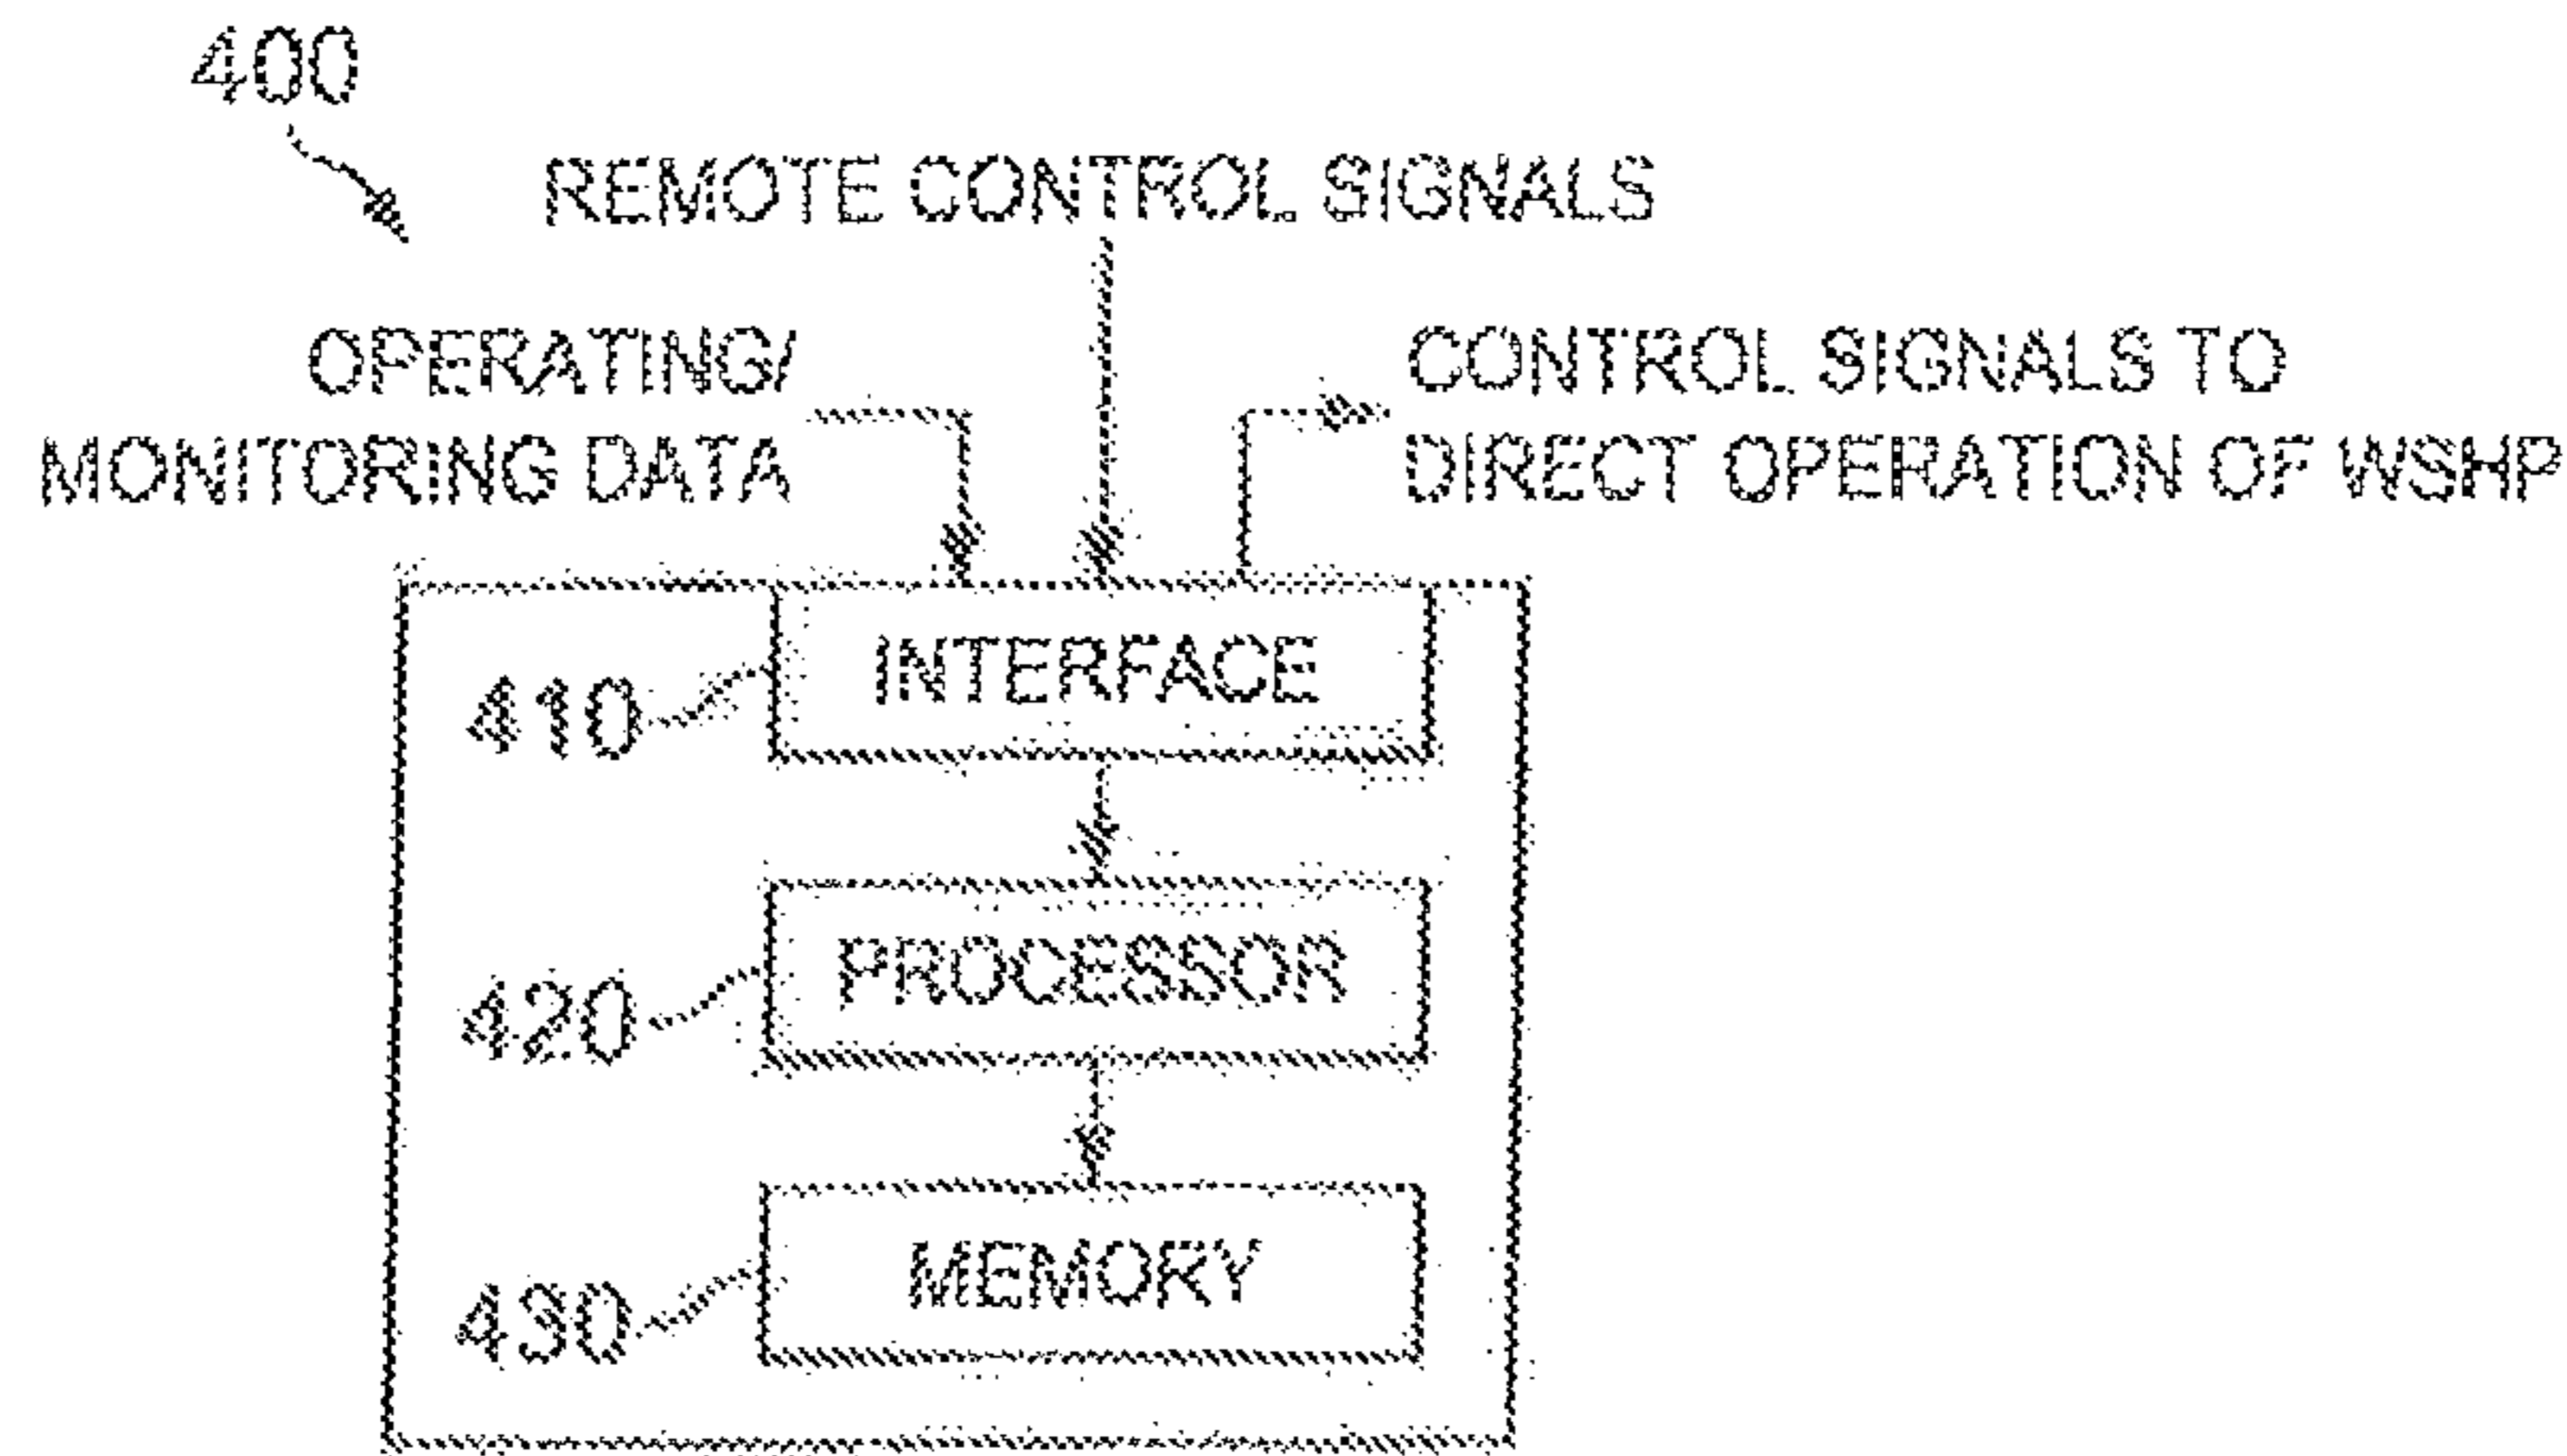 400
REMOTE CONTROL SIGNALS
OPERATING/
MONITORING DATA
CONTROL SIGNALS TO
DIRECT OPERATION OF WSHP
INTERFACE
410
PROCESSOR
420
MEMORY
430